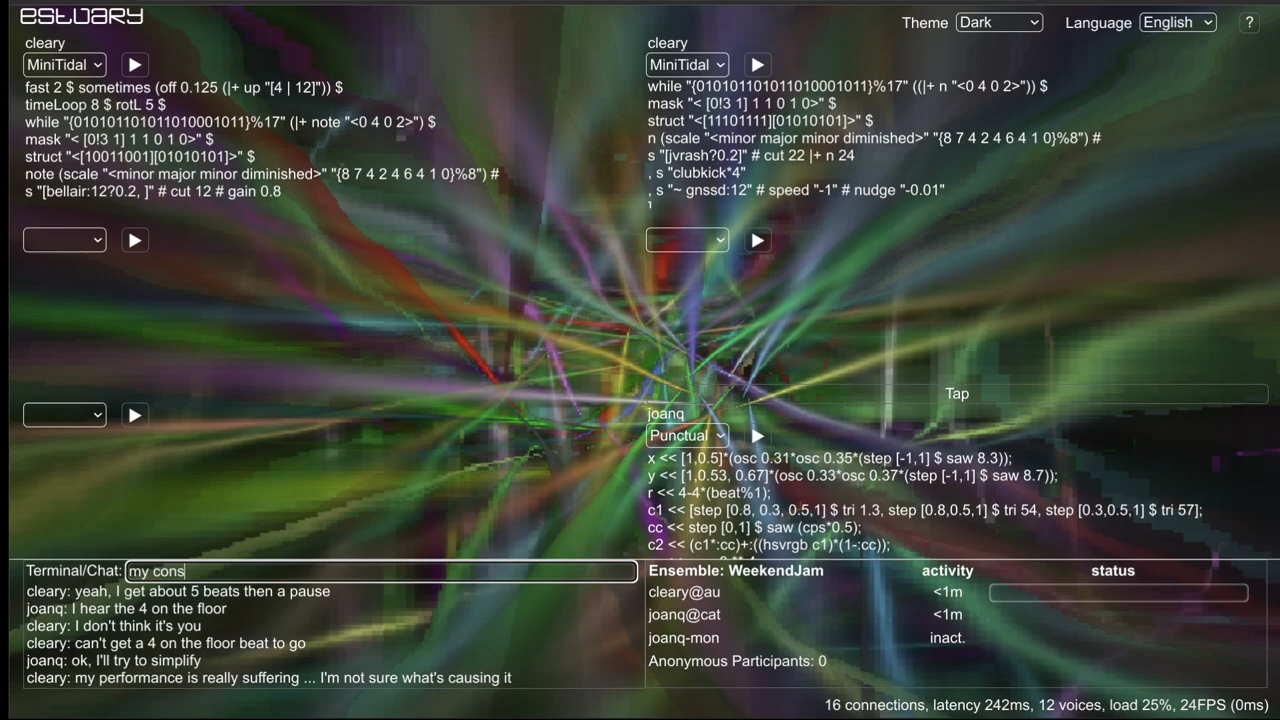 estuary
Theme Dark Language English ?
cleary
MiniTidal
fast 2 $ sometimes (off 0.125 (|+ up "[4 | 12]")) $
timeLoop 8 $ rotL 5 $
while "{010101101011010001011}%17" (|+ note "<0 4 0 2>") $
mask "< [0!3 1] 1 1 0 1 0>" $
struct "<[10011001][01010101]>" $
note (scale "<minor major minor diminished>" "{8 7 4 2 4 6 4 1 0}%8") #
s "[bellair:12?0.2, ]" # cut 12 # gain 0.8
cleary
MiniTidal
while "{010101101011010001011}%17" ((|+ n "<0 4 0 2>")) $
mask "< [0!3 1] 1 1 0 1 0>" $
struct "<[11101111][01010101]>" $
n (scale "<minor major minor diminished>" "{8 7 4 2 4 6 4 1 0}%8") #
s "[jvrash?0.2]" # cut 22 |+ n 24
, s "clubkick*4"
, s "~ gnssd:12" # speed "-1" # nudge "-0.01"
Tap
joanq
Punctual
x << [1,0.5]*(osc 0.31*osc 0.35*(step [-1,1] $ saw 8.3));
y << [1,0.53, 0.67]*(osc 0.33*osc 0.37*(step [-1,1] $ saw 8.7));
r << 4-4*(beat%1);
c1 << [step [0.8, 0.3, 0.5,1] $ tri 1.3, step [0.8,0.5,1] $ tri 54, step [0.3,0.5,1] $ tri 57];
cc << step [0,1] $ saw (cps*0.5);
c2 << (c1*:cc)+:((hsvrgb c1)*(1-:cc));
Terminal/Chat: my cons
cleary: yeah, I get about 5 beats then a pause
joanq: I hear the 4 on the floor
cleary: I don't think it's you
cleary: can't get a 4 on the floor beat to go
joanq: ok, I'll try to simplify
cleary: my performance is really suffering ... I'm not sure what's causing it
Ensemble: WeekendJam activity status
cleary@au <1m
joanq@cat <1m
joanq-mon inact.
Anonymous Participants: 0
16 connections, latency 242ms, 12 voices, load 25%, 24FPS (0ms)